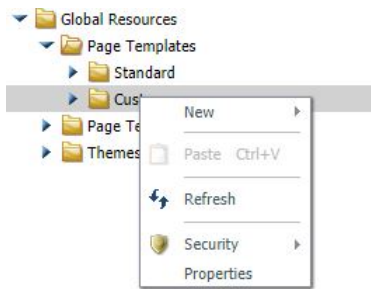 Global Resources
Page Templates
Standard
Cus
New
Page Te
Paste Ctrl+V
Themes
Refresh
Security
Properties